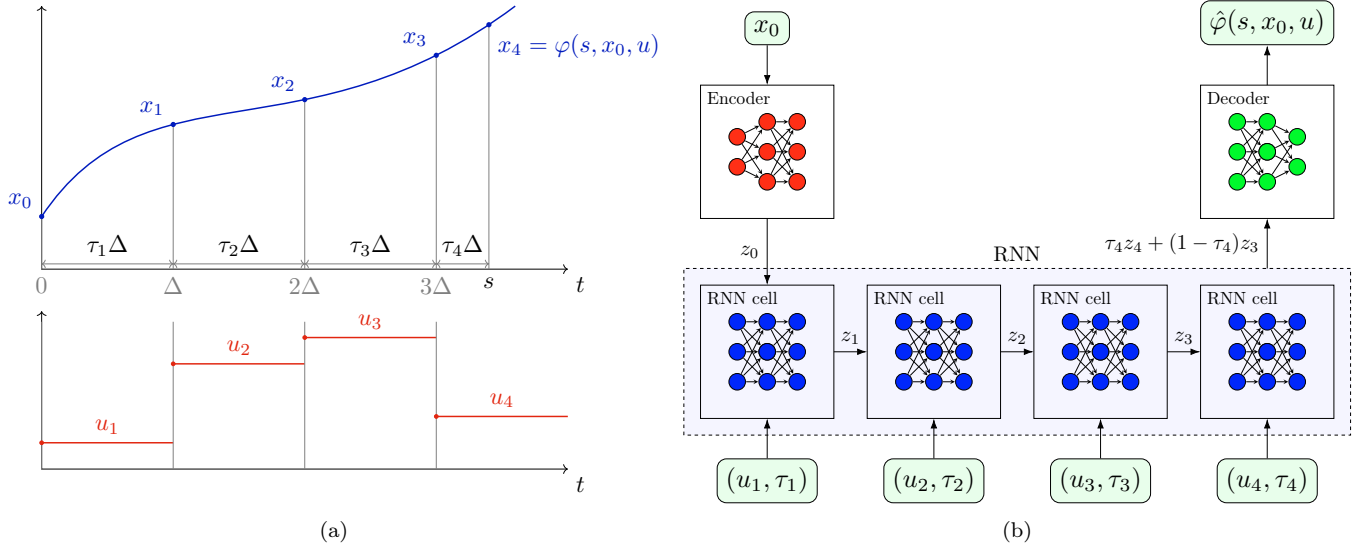 x₀
x₁
x₂
x₃
x₄ = φ(s, x₀, u)
τ₁Δ
τ₂Δ
τ₃Δ
τ₄Δ
0
Δ
2Δ
3Δ
s
t
u₁
u₂
u₃
u₄
t
(a)
x₀
φ̂(s, x₀, u)
Encoder
Decoder
z₀
τ₄z₄ + (1 - τ₄)z₃
RNN
RNN cell
RNN cell
RNN cell
RNN cell
z₁
z₂
z₃
(u₁, τ₁)
(u₂, τ₂)
(u₃, τ₃)
(u₄, τ₄)
(b)